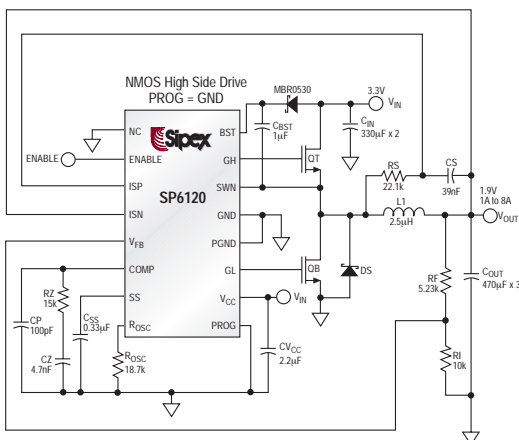 NMOS High Side Drive
PROG = GND
MBR0530
3.3V
VIN
CIN
330µF x 2
CBST
1µF
NC
Sipex
BST
ENABLE
ENABLE
GH
QT
RS
22.1k
CS
39nF
ISP
SP6120
SWN
ISN
GND
L1
2.5µH
1.9V
1A to 8A
VOUT
VFB
PGND
COMP
GL
QB
DS
RF
5.23k
COUT
470µF x 3
RZ
15k
SS
VCC
VIN
CP
100pF
CSS
0.33µF
ROSC
PROG
CZ
4.7nF
ROSC
18.7k
CVCC
2.2µF
RI
10k